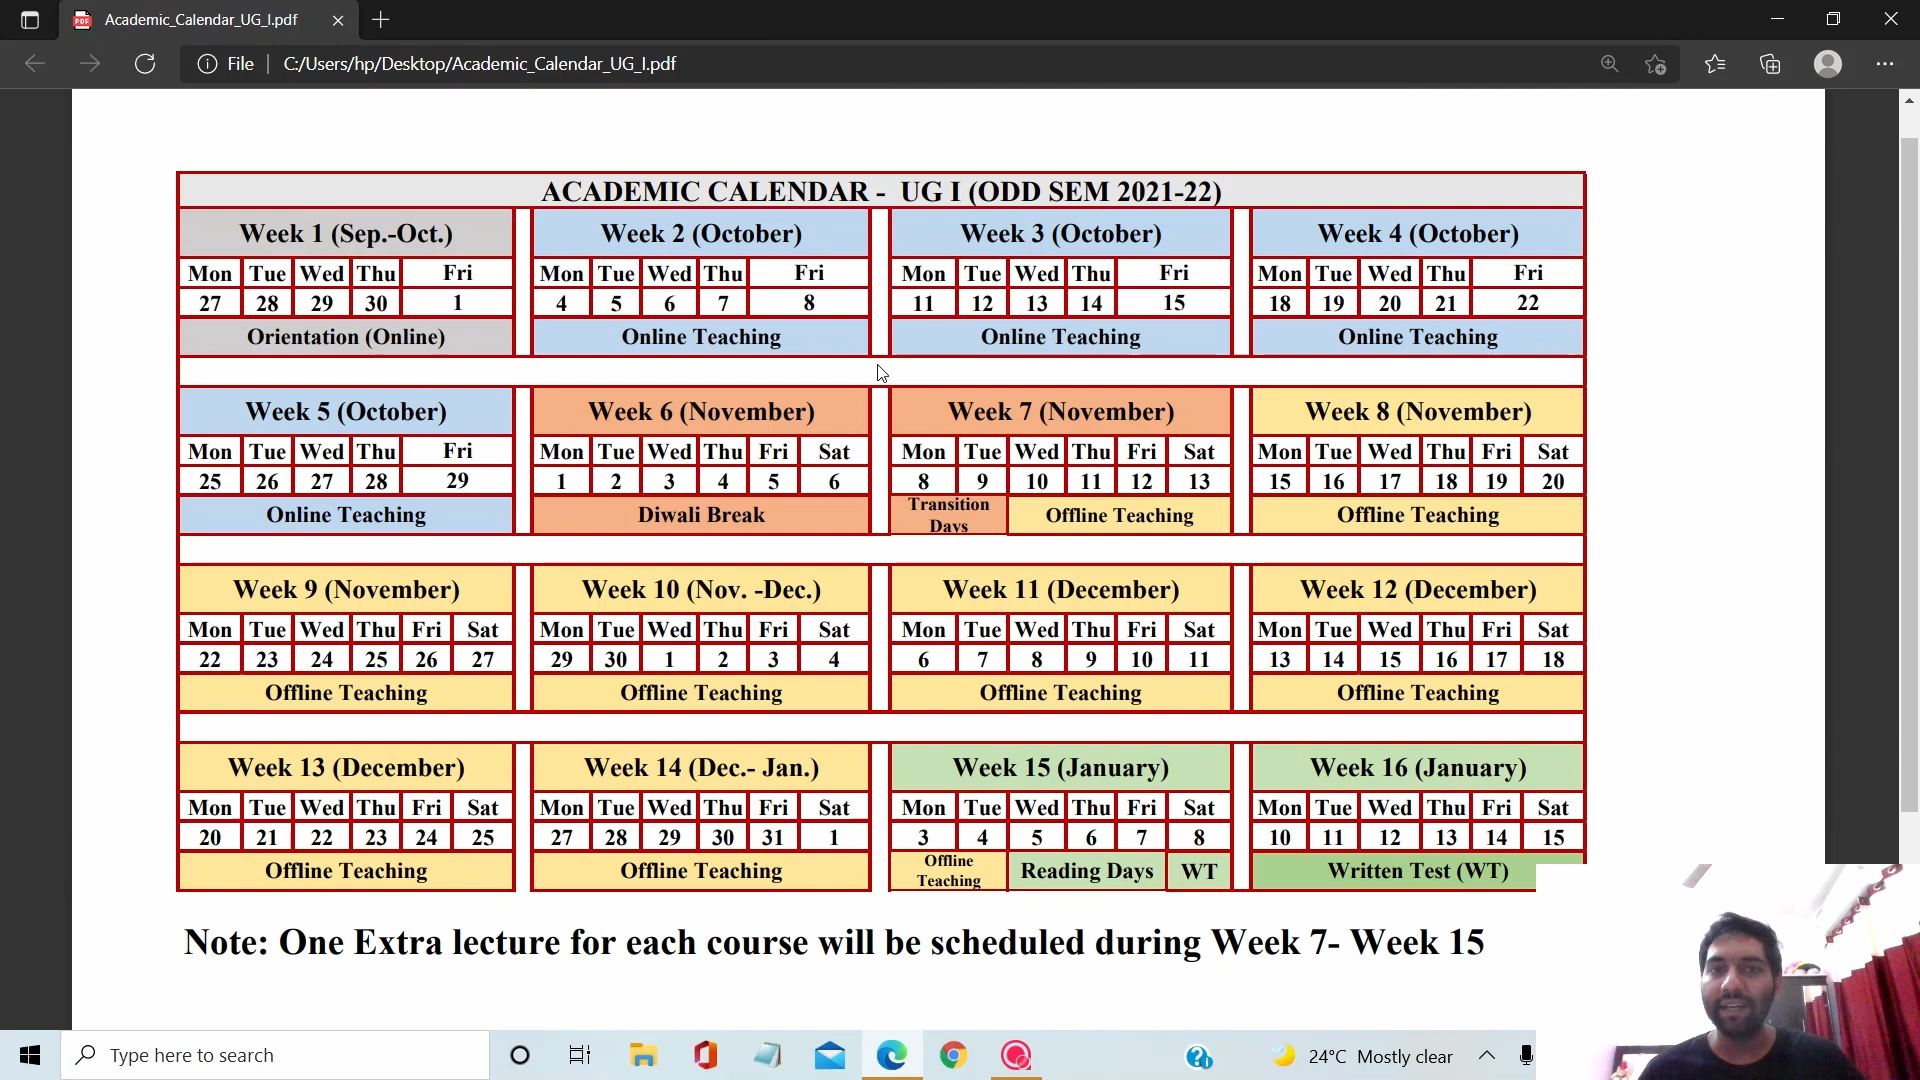 Academic_Calendar_UG_I.pdf
File | C:/Users/hp/Desktop/Academic_Calendar_UG_I.pdf
ACADEMIC CALENDAR - UG I (ODD SEM 2021-22)
Week 1 (Sep.-Oct.) Week 2 (October) Week 3 (October) Week 4 (October)
Mon Tue Wed Thu Fri Mon Tue Wed Thu Fri Mon Tue Wed Thu Fri Mon Tue Wed Thu Fri
27 28 29 30 1 4 5 6 7 8 11 12 13 14 15 18 19 20 21 22
Orientation (Online) Online Teaching Online Teaching Online Teaching
Week 5 (October) Week 6 (November) Week 7 (November) Week 8 (November)
Mon Tue Wed Thu Fri Mon Tue Wed Thu Fri Sat Mon Tue Wed Thu Fri Sat Mon Tue Wed Thu Fri Sat
25 26 27 28 29 1 2 3 4 5 6 8 9 10 11 12 13 15 16 17 18 19 20
Online Teaching Diwali Break Transition Days Offline Teaching Offline Teaching
Week 9 (November) Week 10 (Nov. -Dec.) Week 11 (December) Week 12 (December)
Mon Tue Wed Thu Fri Sat Mon Tue Wed Thu Fri Sat Mon Tue Wed Thu Fri Sat Mon Tue Wed Thu Fri Sat
22 23 24 25 26 27 29 30 1 2 3 4 6 7 8 9 10 11 13 14 15 16 17 18
Offline Teaching Offline Teaching Offline Teaching Offline Teaching
Week 13 (December) Week 14 (Dec.- Jan.) Week 15 (January) Week 16 (January)
Mon Tue Wed Thu Fri Sat Mon Tue Wed Thu Fri Sat Mon Tue Wed Thu Fri Sat Mon Tue Wed Thu Fri Sat
20 21 22 23 24 25 27 28 29 30 31 1 3 4 5 6 7 8 10 11 12 13 14 15
Offline Teaching Offline Teaching Offline Teaching Reading Days WT Written Test (WT)
Note: One Extra lecture for each course will be scheduled during Week 7- Week 15
Type here to search
24°C Mostly clear